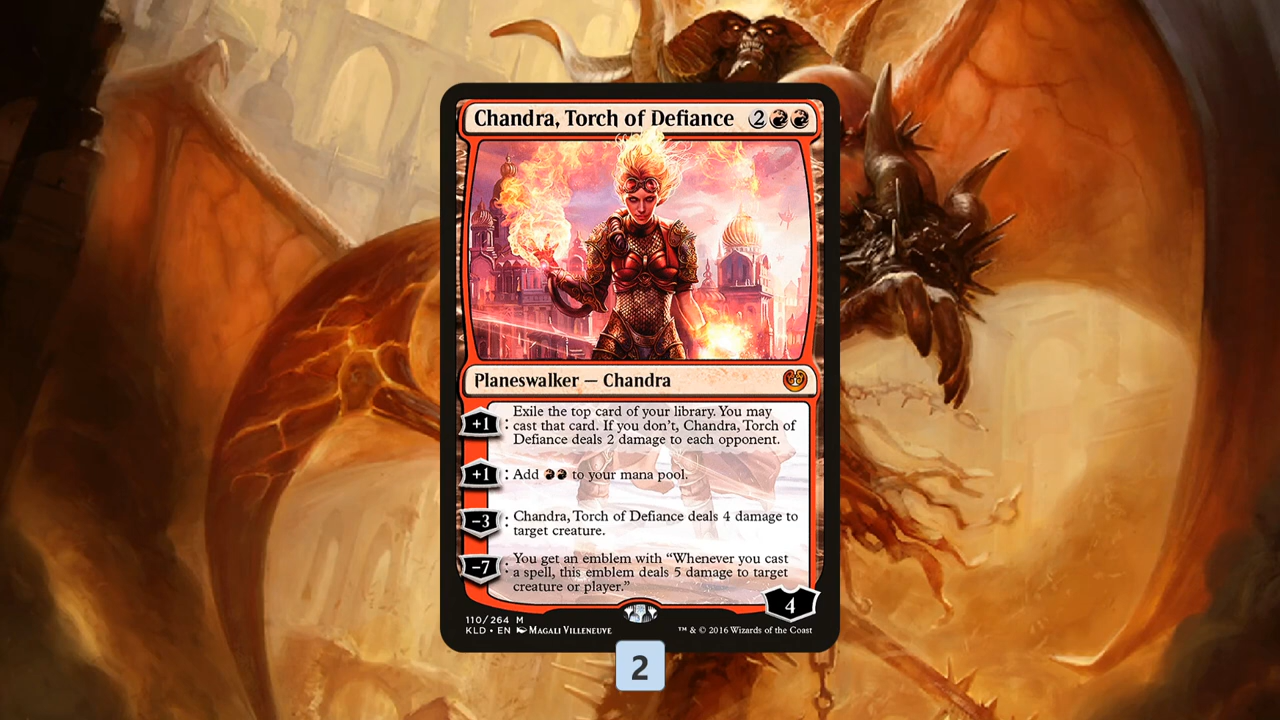 Chandra, Torch of Defiance 2
Planeswalker — Chandra
+1 : Exile the top card of your library. You may
cast that card. If you don't, Chandra, Torch of
Defiance deals 2 damage to each opponent.
+1 : Add to your mana pool.
−3 : Chandra, Torch of Defiance deals 4 damage to
target creature.
−7 : You get an emblem with “Whenever you cast
a spell, this emblem deals 5 damage to target
creature or player.”
4
110/264 M
KLD • EN Magali Villeneuve ™ & © 2016 Wizards of the Coast
2